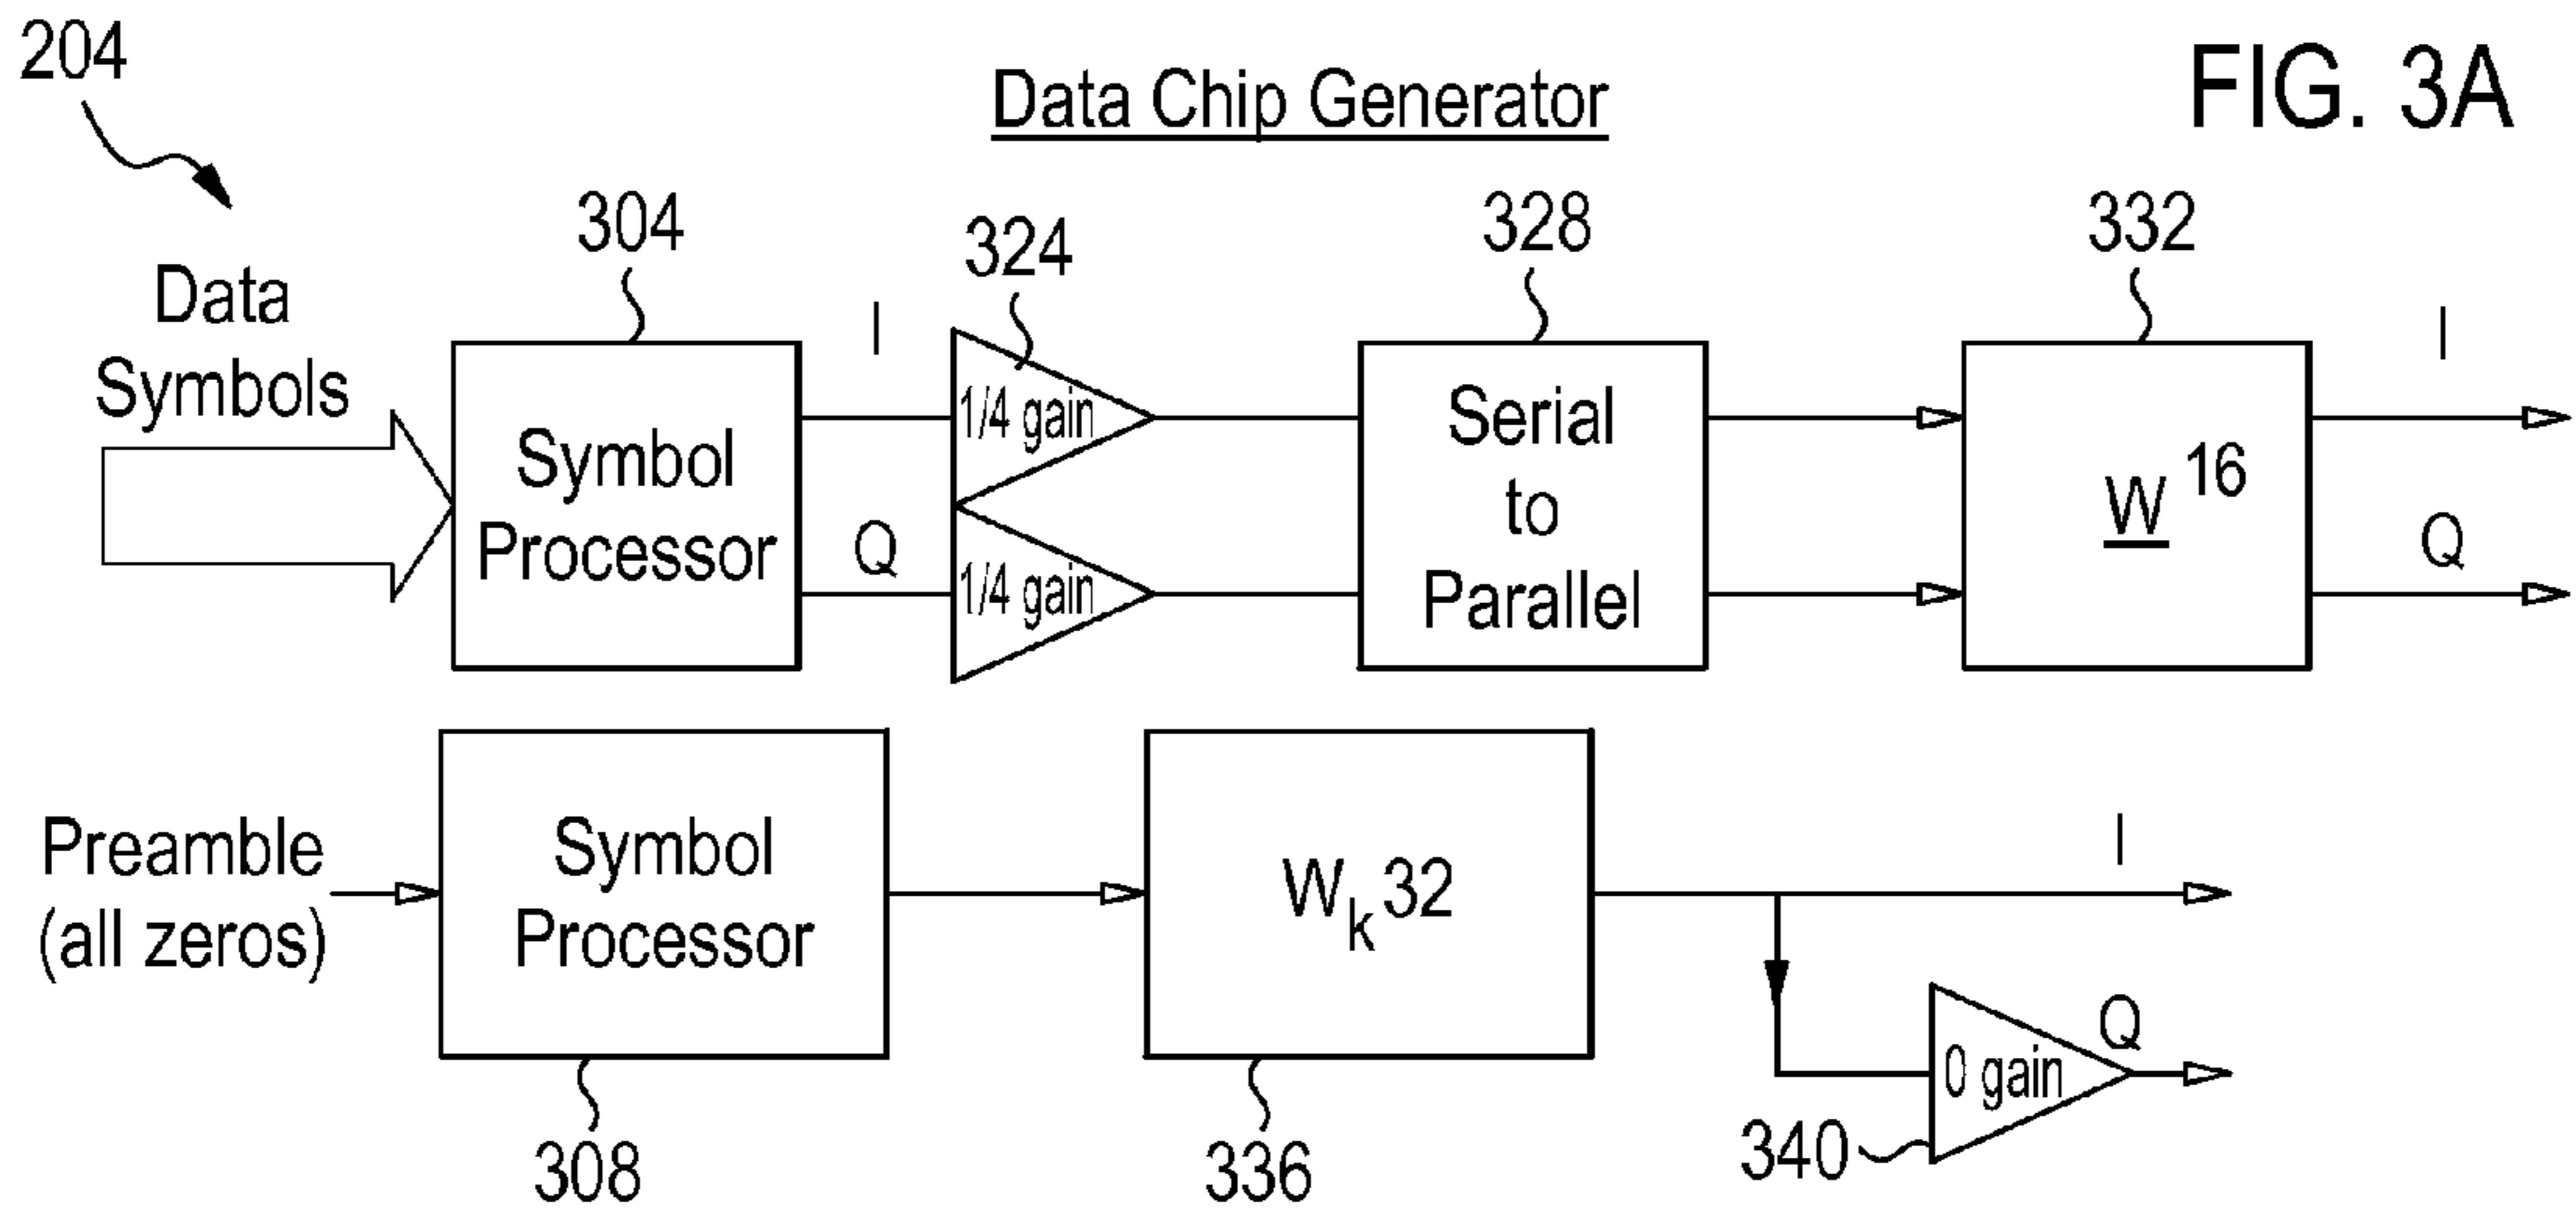 204
Data Chip Generator
FIG. 3A
304
324
328
332
Data
Symbols
Symbol
Processor
I
Q
1/4 gain
1/4 gain
Serial
to
Parallel
W 16
I
Q
Preamble
(all zeros)
Symbol
Processor
Wk32
I
Q
0 gain
308
336
340